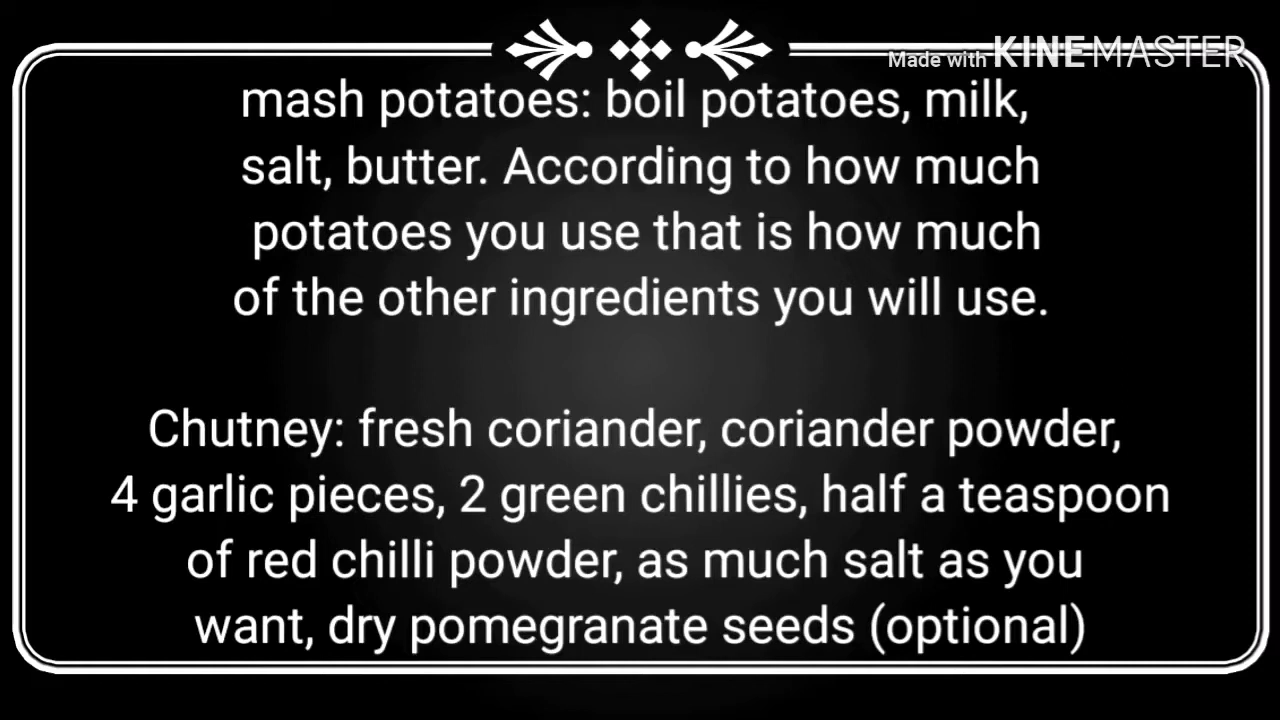 Made with KINEMASTER
mash potatoes: boil potatoes, milk,
salt, butter. According to how much
potatoes you use that is how much
of the other ingredients you will use.
Chutney: fresh coriander, coriander powder,
4 garlic pieces, 2 green chillies, half a teaspoon
of red chilli powder, as much salt as you
want, dry pomegranate seeds (optional)